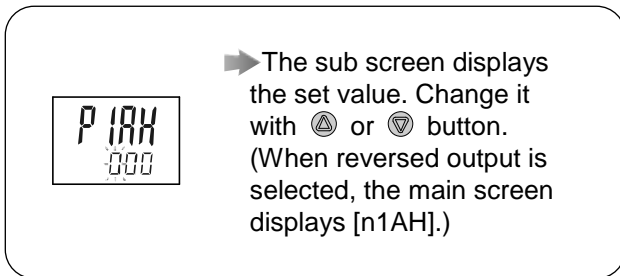 The sub screen displays
the set value. Change it
with or button.
(When reversed output is
selected, the main screen
displays [n1AH].)
P 1AH
000